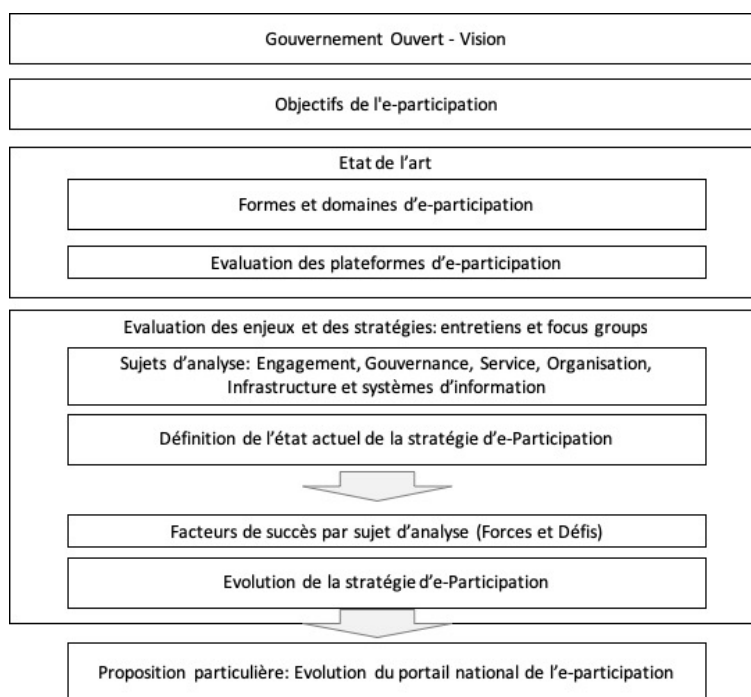 Gouvernement Ouvert - Vision
Objectifs de l'e-participation
Etat de l’art
Formes et domaines d’e-participation
Evaluation des plateformes d’e-participation
Evaluation des enjeux et des stratégies: entretiens et focus groups
Sujets d’analyse: Engagement, Gouvernance, Service, Organisation,
Infrastructure et systèmes d’information
Définition de l’état actuel de la stratégie d’e-Participation
Facteurs de succès par sujet d’analyse (Forces et Défis)
Evolution de la stratégie d’e-Participation
Proposition particulière: Evolution du portail national de l’e-participation